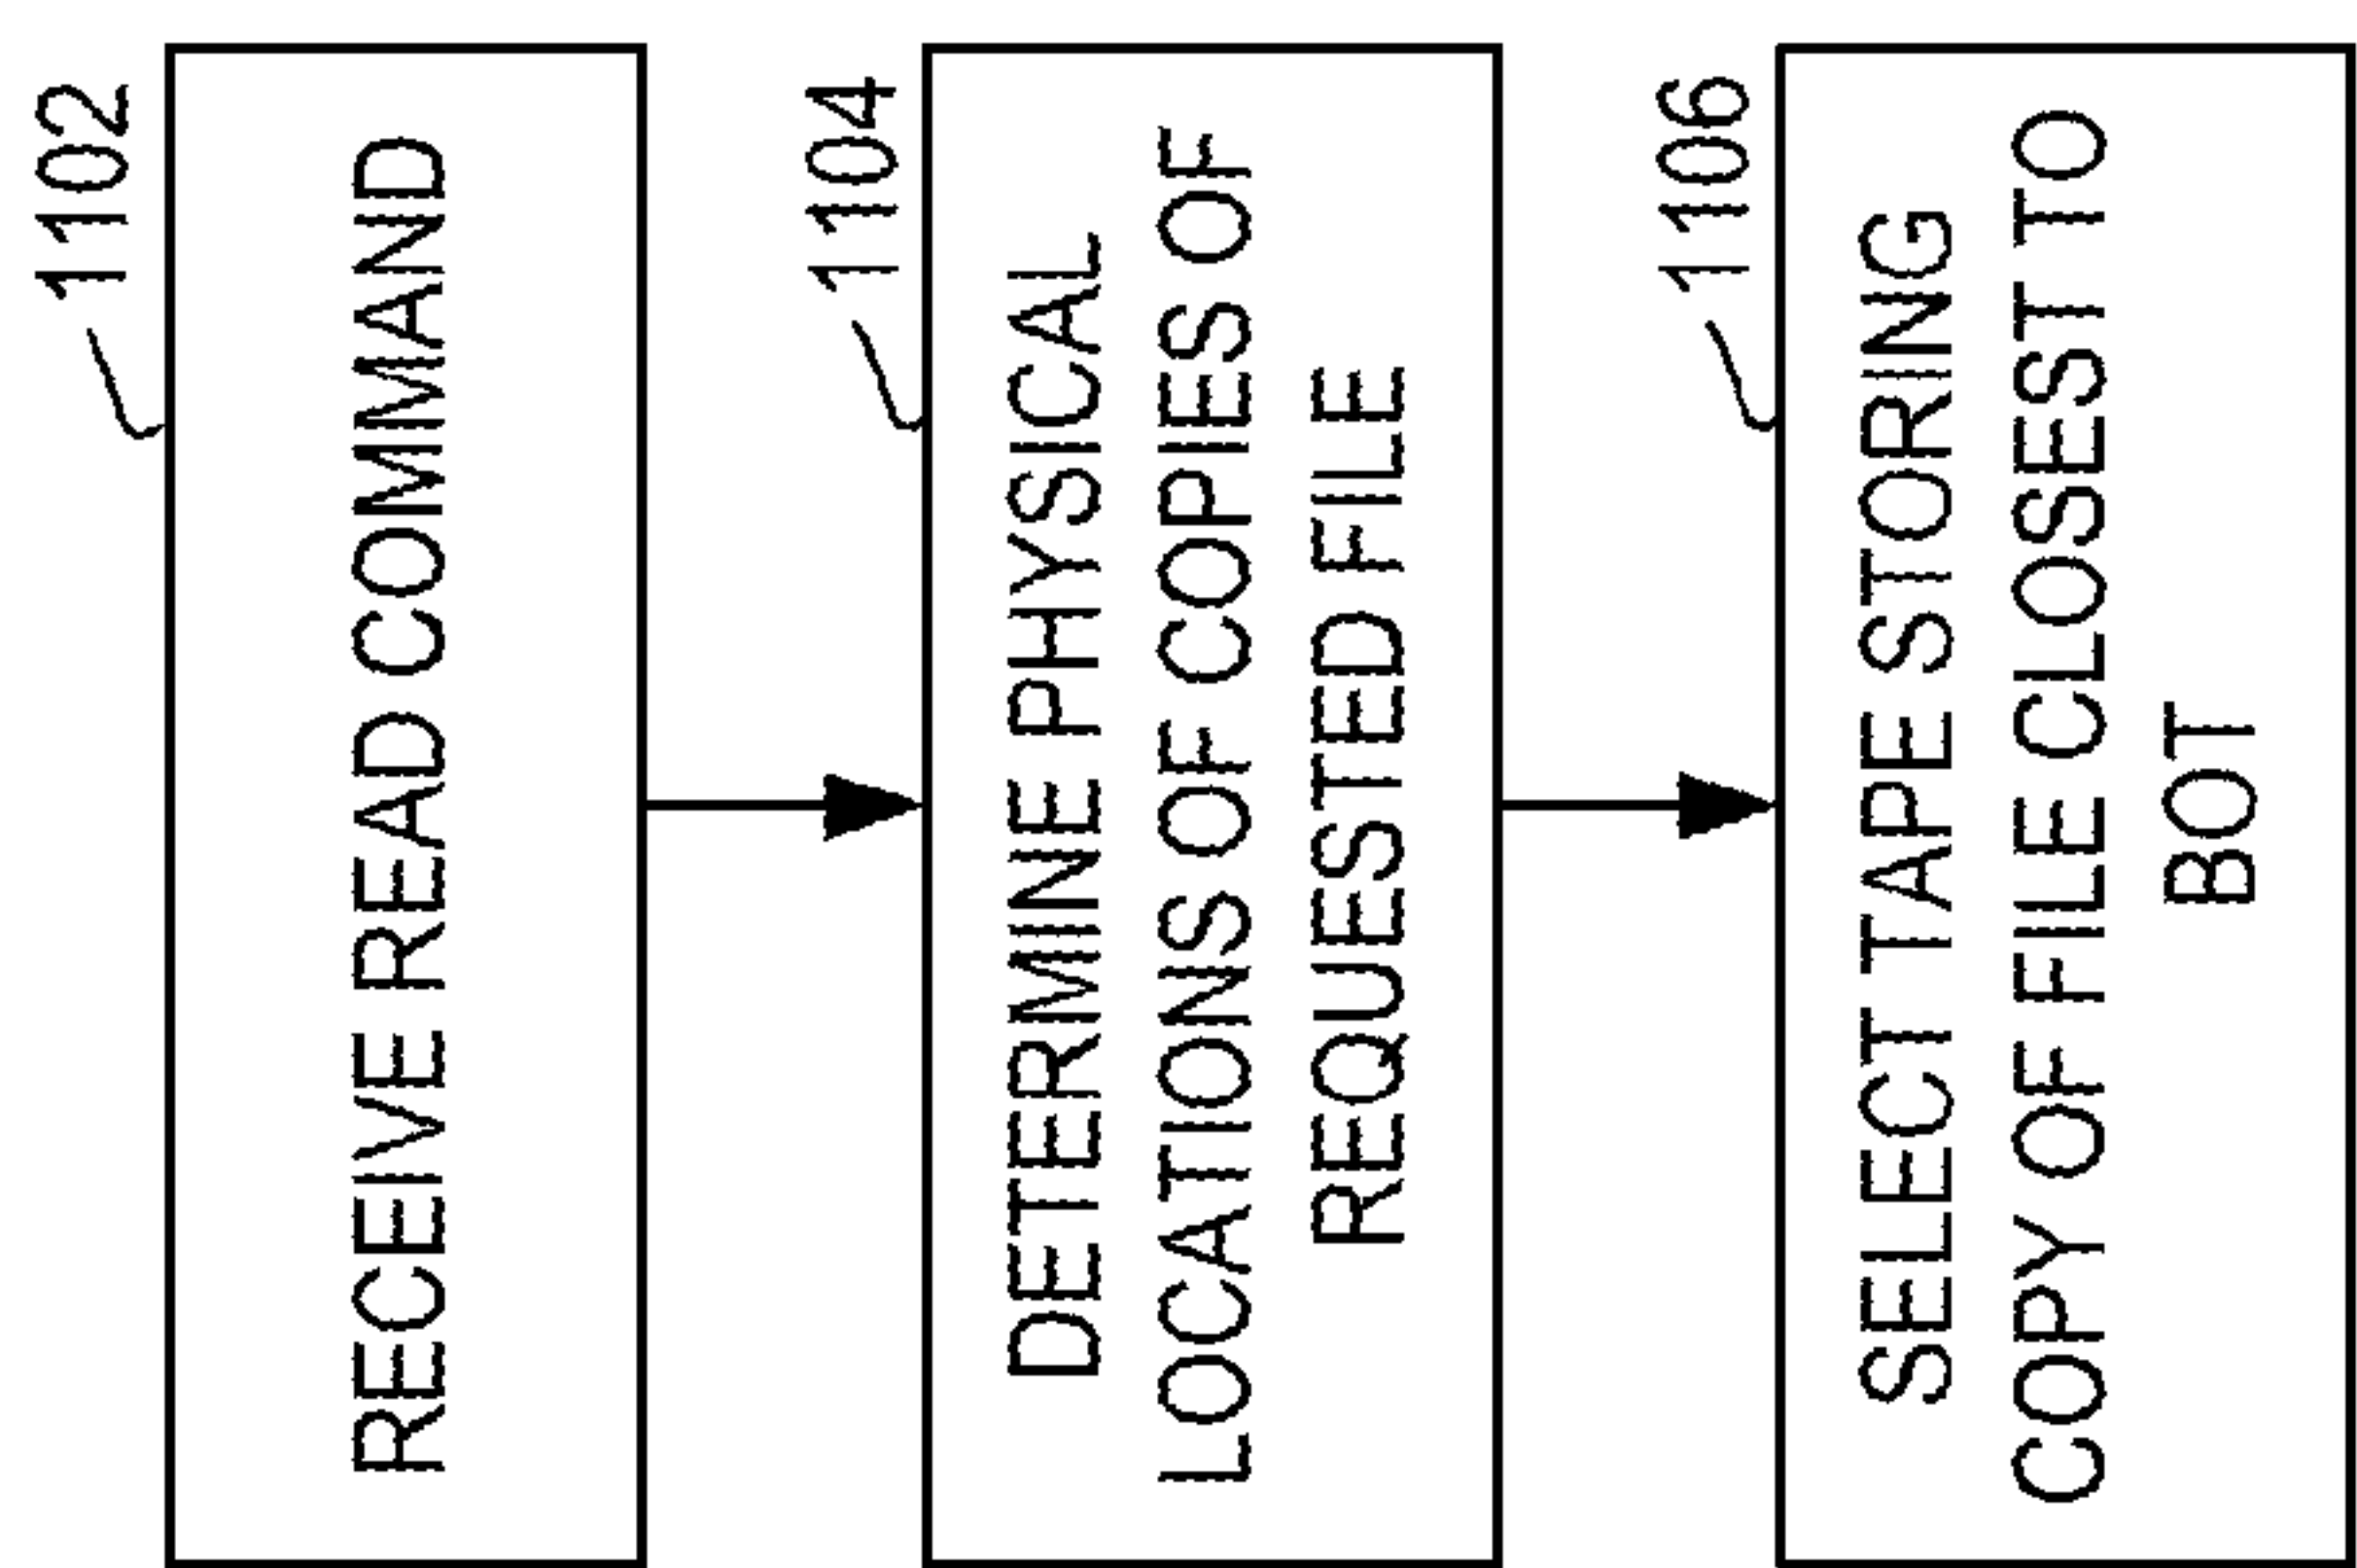 1102
RECEIVE READ COMMAND
1104
DETERMINE PHYSICAL
LOCATIONS OF COPIES OF
REQUESTED FILE
1106
SELECT TAPE STORING
COPY OF FILE CLOSEST TO
BOT